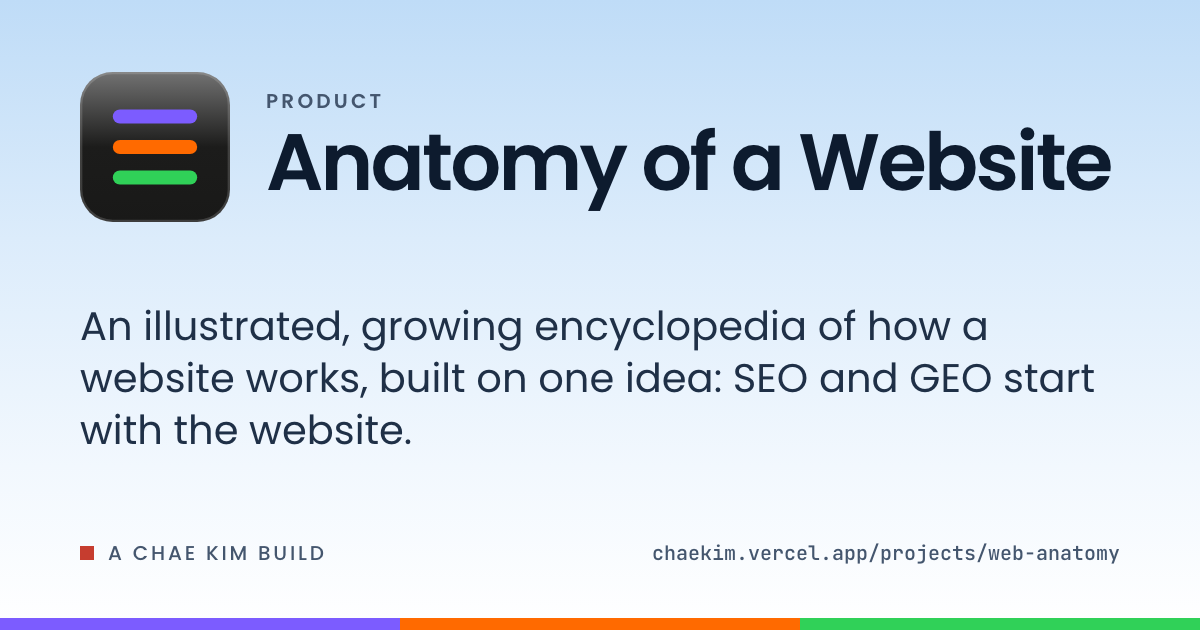 PRODUCT
Anatomy of a Website
An illustrated, growing encyclopedia of how a
website works, built on one idea: SEO and GEO start
with the website.
A CHAE KIM BUILD
chaekim.vercel.app/projects/web-anatomy